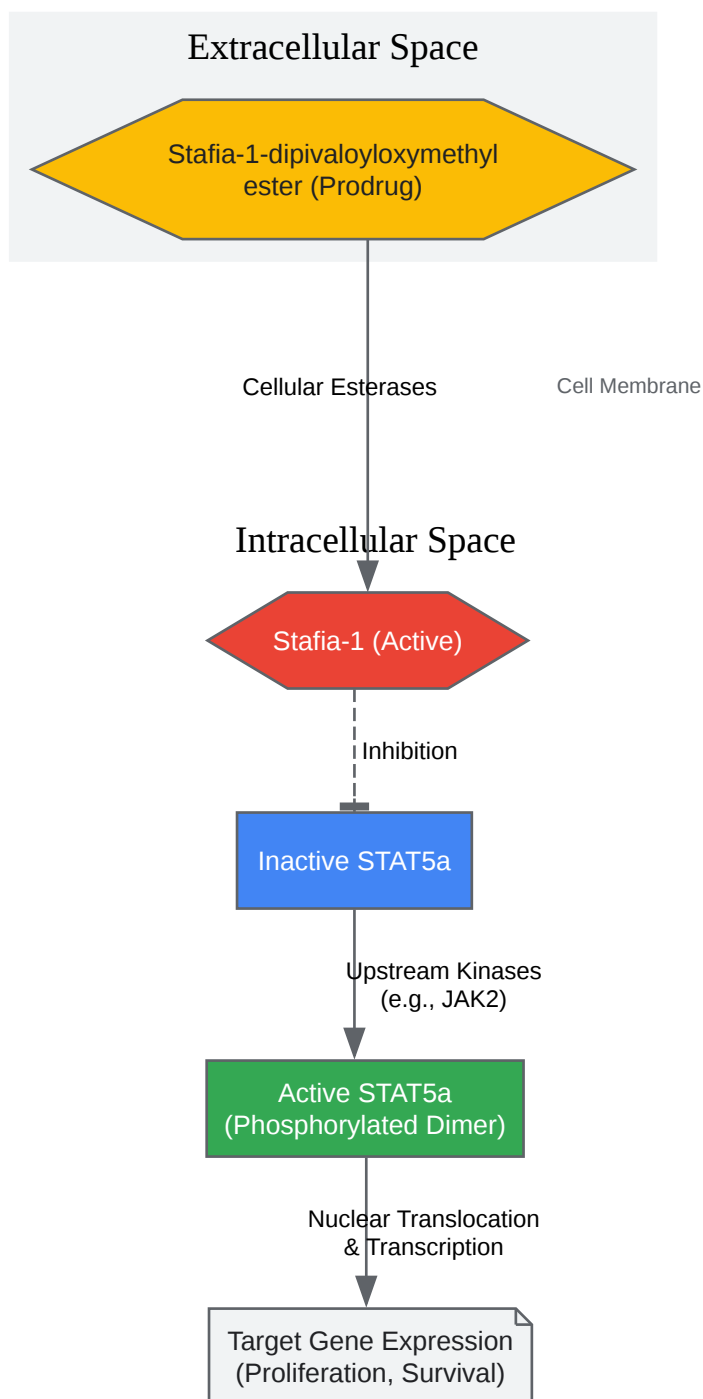 Extracellular Space
Stafia-1-dipivaloyloxymethyl
ester (Prodrug)
Cellular Esterases
Cell Membrane
Intracellular Space
Stafia-1 (Active)
Inhibition
Inactive STAT5a
Upstream Kinases
(e.g., JAK2)
Active STAT5a
(Phosphorylated Dimer)
Nuclear Translocation
& Transcription
Target Gene Expression
(Proliferation, Survival)